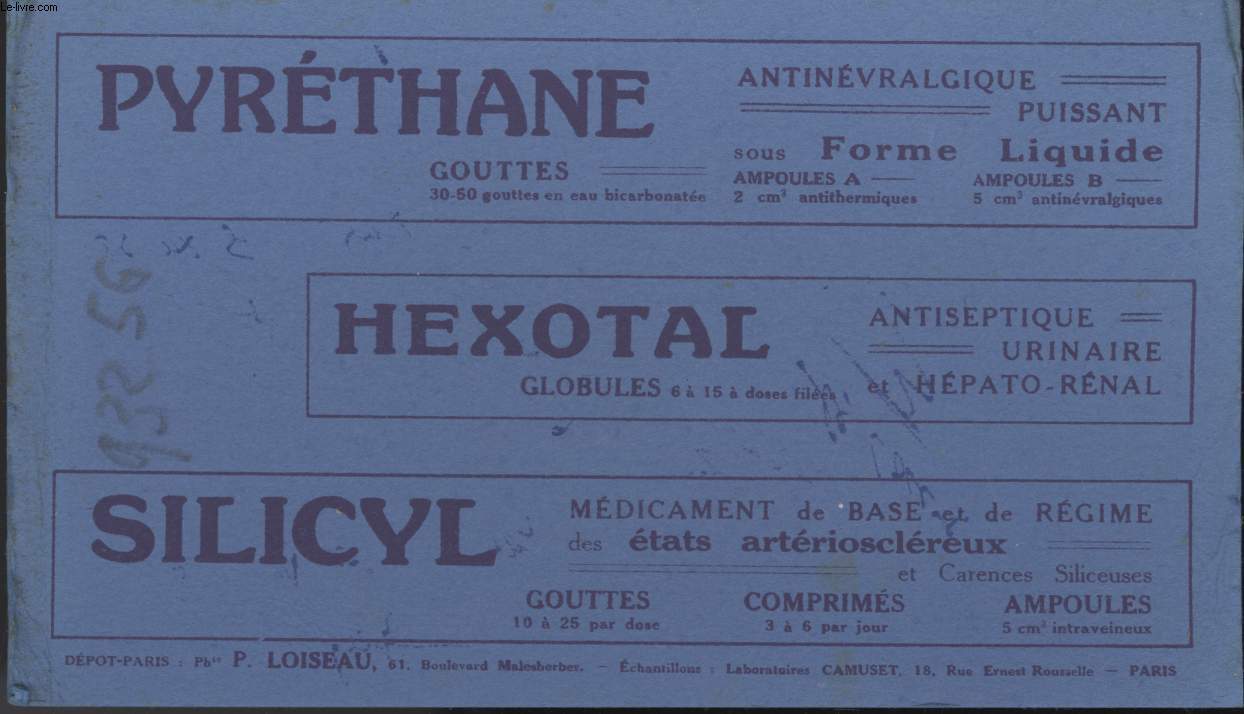 Le-livre.com
PYRÉTHANE
ANTINÉVRALGIQUE
PUISSANT
sous Forme Liquide
GOUTTES
30-50 gouttes en eau bicarbonatée
AMPOULES A
2 cm³ antithermiques
AMPOULES B
5 cm³ antinévralgiques
932.56
HEXOTAL
ANTISEPTIQUE
URINAIRE
et HÉPATO-RÉNAL
GLOBULES 6 à 15 à doses filées
SILICYL
MÉDICAMENT de BASE et de RÉGIME
des états artérioscléreux
et Carences Siliceuses
GOUTTES
10 à 25 par dose
COMPRIMÉS
3 à 6 par jour
AMPOULES
5 cm³ intraveineux
DÉPOT-PARIS : Phⁱᵉ P. LOISEAU, 61, Boulevard Malesherbes. — Échantillons : Laboratoires CAMUSET, 18, Rue Ernest Rousselle — PARIS